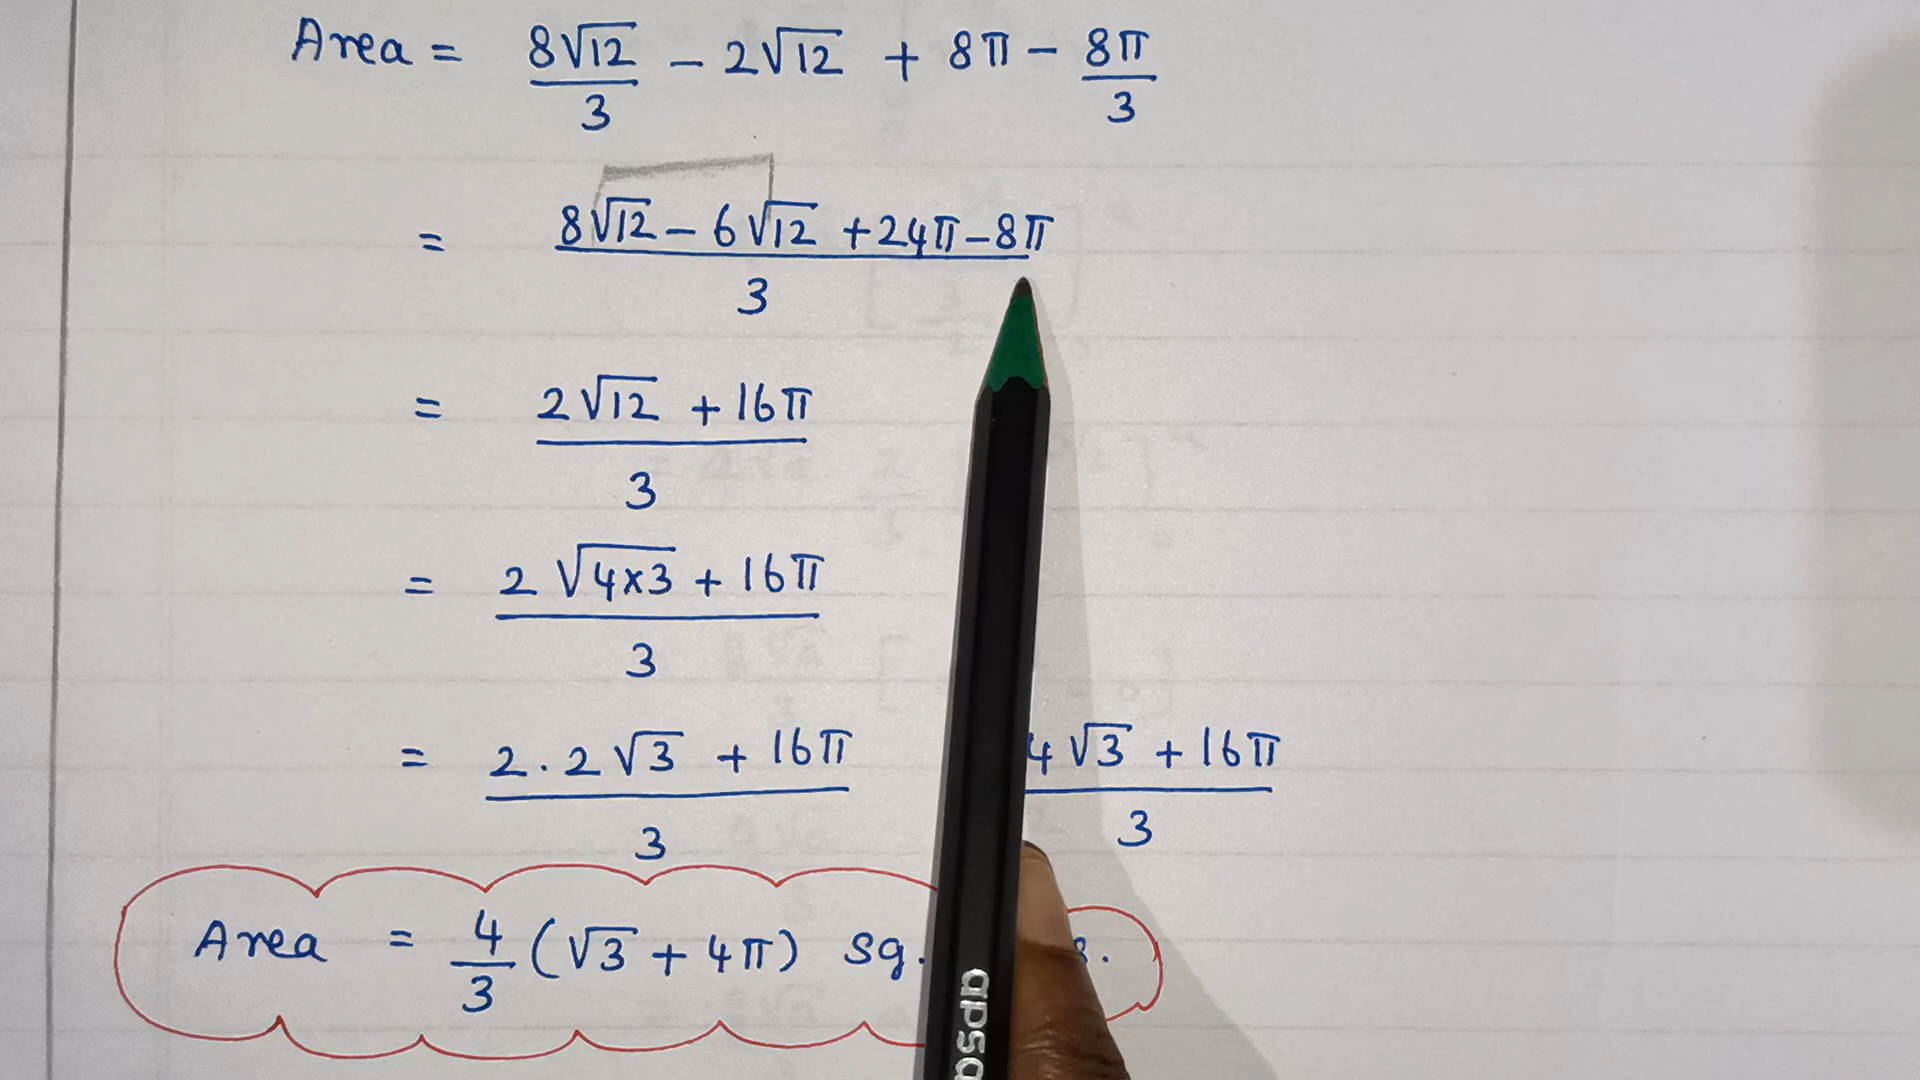 Area = 8√12/3 - 2√12 + 8π - 8π/3
= 8√12 - 6√12 + 24π - 8π / 3
= 2√12 + 16π / 3
= 2√4×3 + 16π / 3
= 2.2√3 + 16π / 3 4√3 + 16π / 3
Area = 4/3 (√3 + 4π) sq.
apsa